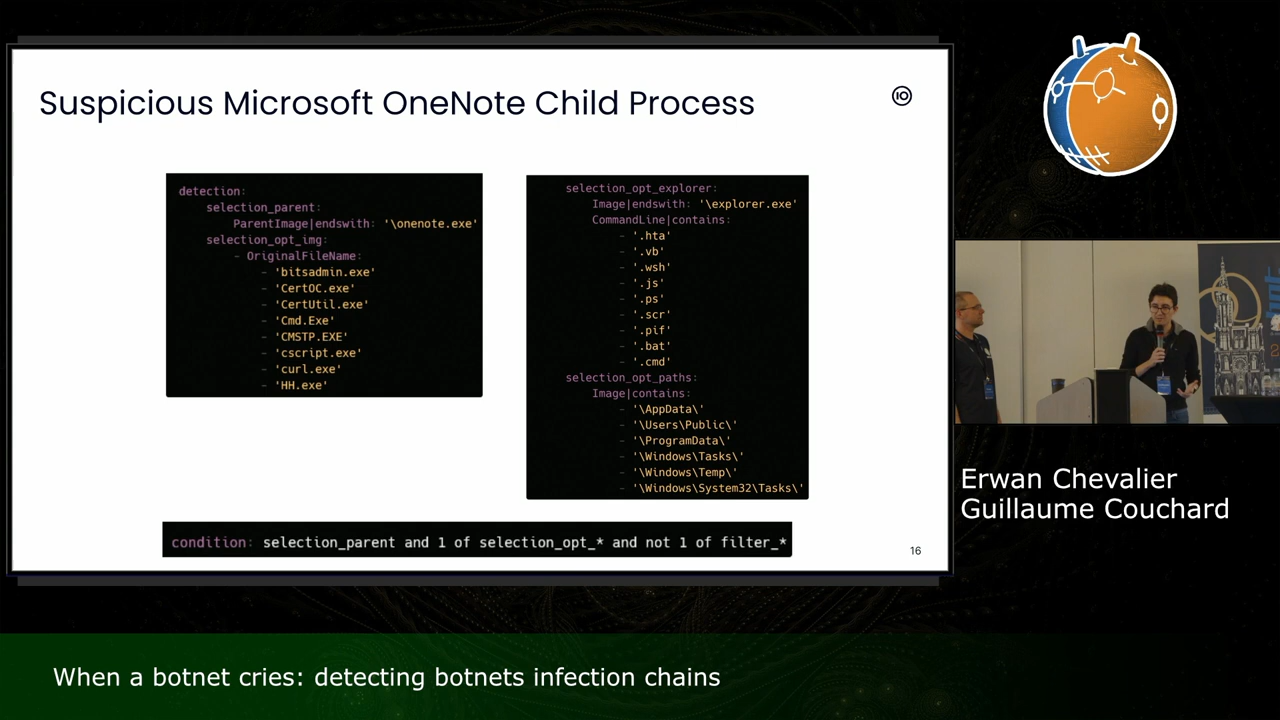 Suspicious Microsoft OneNote Child Process
detection:
selection_parent:
ParentImage|endswith: '\onenote.exe'
selection_opt_img:
- OriginalFileName:
- 'bitsadmin.exe'
- 'CertOC.exe'
- 'CertUtil.exe'
- 'Cmd.Exe'
- 'CMSTP.EXE'
- 'cscript.exe'
- 'curl.exe'
- 'HH.exe'
selection_opt_explorer:
Image|endswith: '\explorer.exe'
CommandLine|contains:
- '.hta'
- '.vb'
- '.wsh'
- '.js'
- '.ps'
- '.scr'
- '.pif'
- '.bat'
- '.cmd'
selection_opt_paths:
Image|contains:
- '\AppData\'
- '\Users\Public\'
- '\ProgramData\'
- '\Windows\Tasks\'
- '\Windows\Temp\'
- '\Windows\System32\Tasks\'
condition: selection_parent and 1 of selection_opt_* and not 1 of filter_*
16
Erwan Chevalier
Guillaume Couchard
When a botnet cries: detecting botnets infection chains